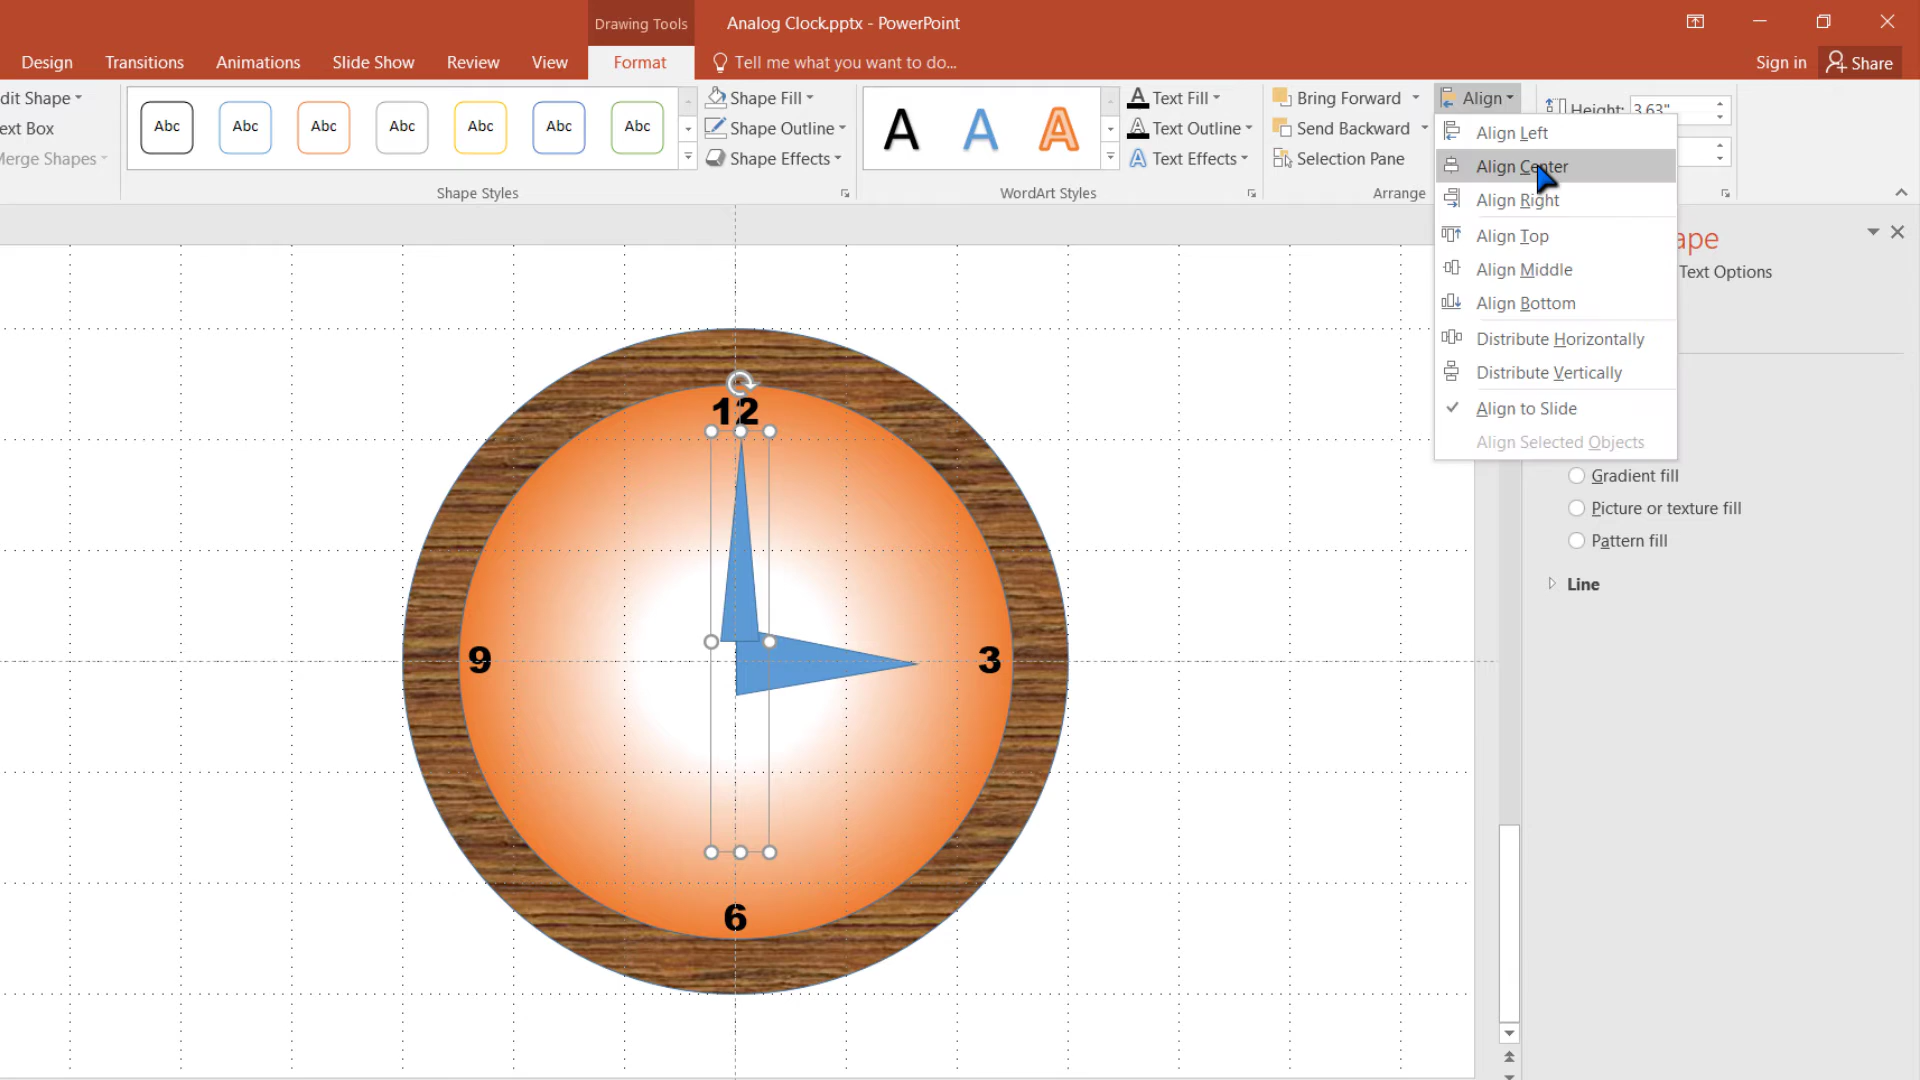 Drawing Tools
Analog Clock.pptx - PowerPoint
Design
Transitions
Animations
Slide Show
Review
View
Format
Tell me what you want to do...
Sign in
Share
dit Shape
ext Box
Merge Shapes
Abc
Abc
Abc
Abc
Abc
Abc
Abc
Shape Styles
Shape Fill
Shape Outline
Shape Effects
A
A
A
WordArt Styles
Text Fill
Text Outline
Text Effects
Bring Forward
Send Backward
Selection Pane
Arrange
Align
Height:
3.63"
Align Left
Align Center
Align Right
Align Top
Align Middle
Align Bottom
Distribute Horizontally
Distribute Vertically
Align to Slide
Align Selected Objects
ape
Text Options
Gradient fill
Picture or texture fill
Pattern fill
Line
12
9
3
6